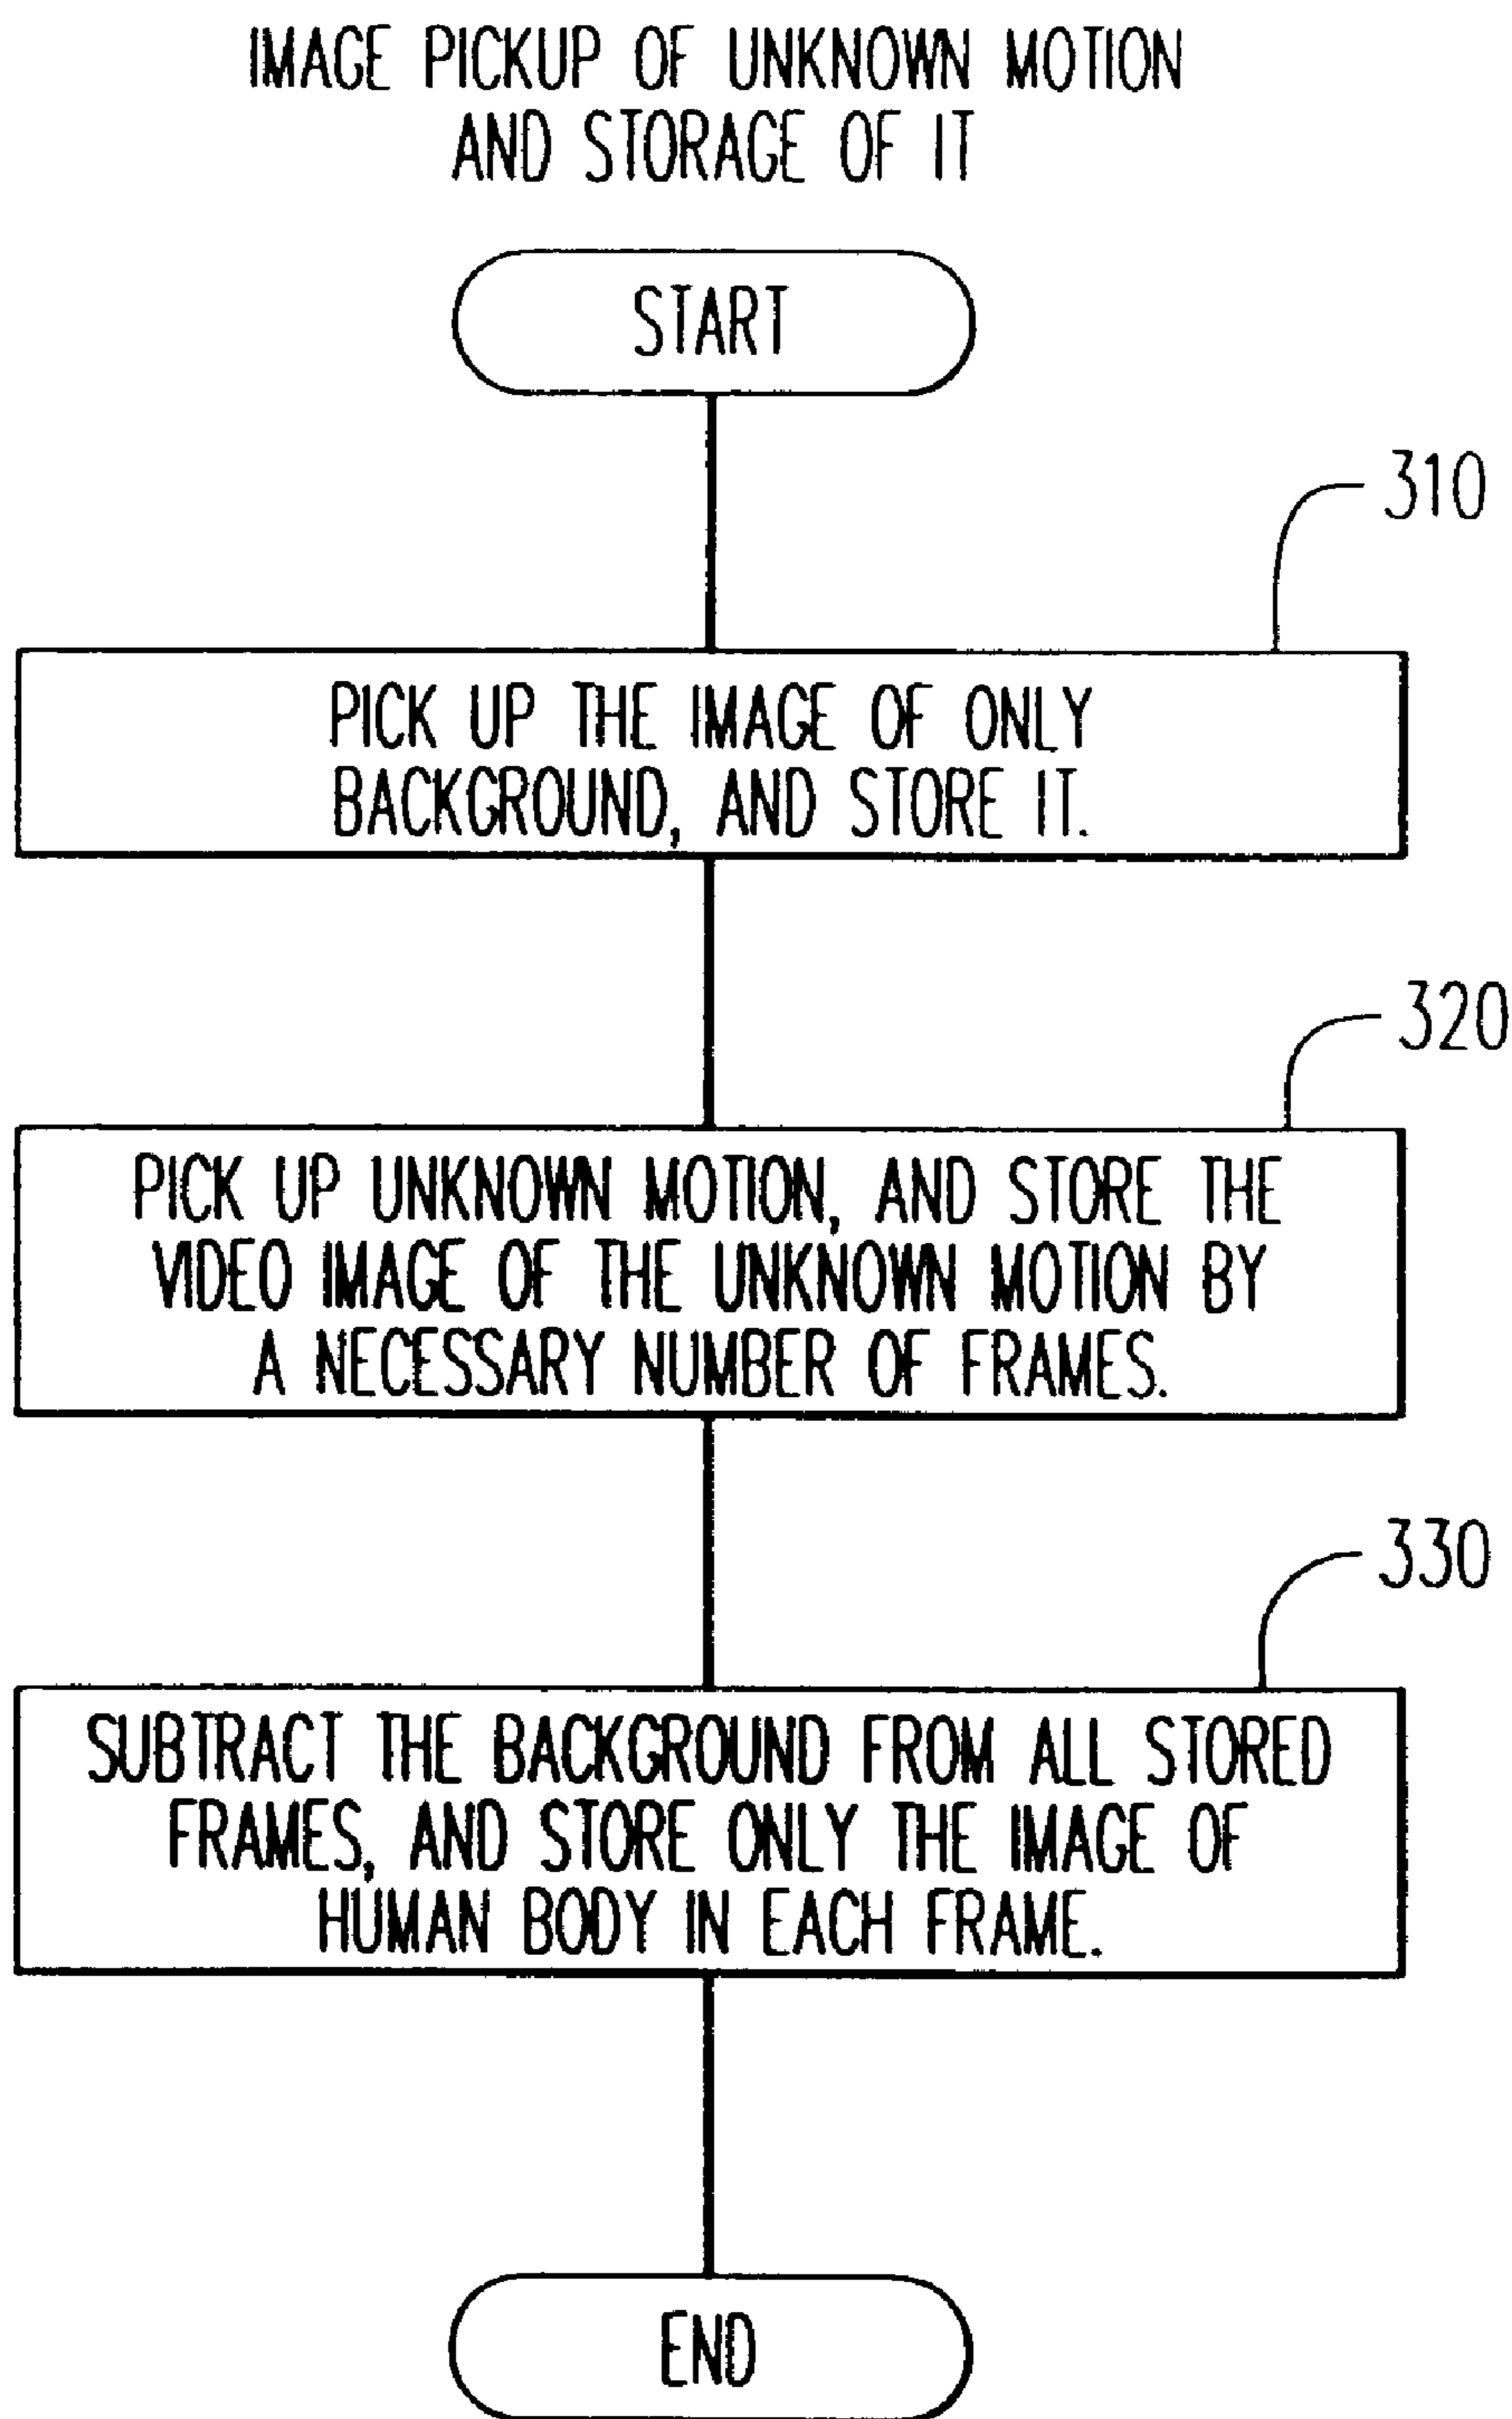 IMAGE PICKUP OF UNKNOWN MOTION
AND STORAGE OF IT
START
310
PICK UP THE IMAGE OF ONLY
BACKGROUND, AND STORE IT.
320
PICK UP UNKNOWN MOTION, AND STORE THE
VIDEO IMAGE OF THE UNKNOWN MOTION BY
A NECESSARY NUMBER OF FRAMES.
330
SUBTRACT THE BACKGROUND FROM ALL STORED
FRAMES, AND STORE ONLY THE IMAGE OF
HUMAN BODY IN EACH FRAME.
END